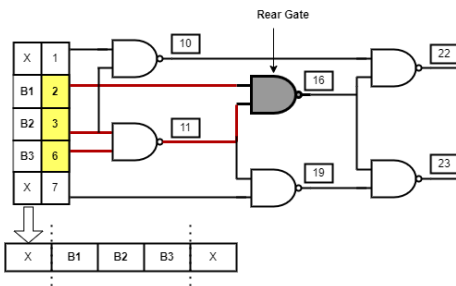 Rear Gate
10
22
X 1
B1 2
16
B2 3
11
B3 6
X 7
19
23
X B1 B2 B3 X